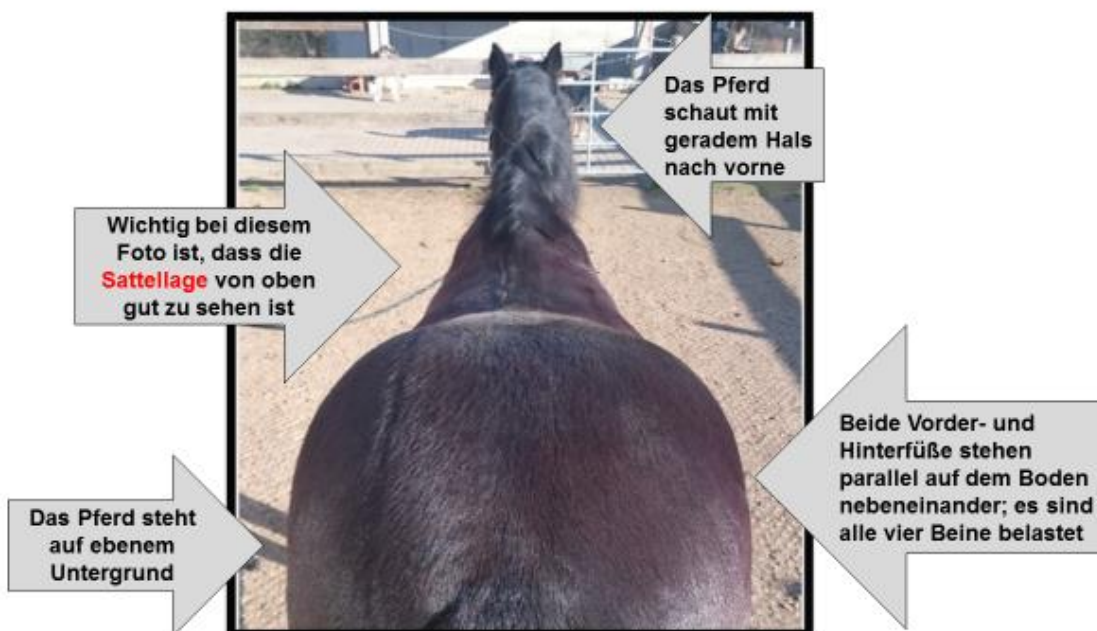 Das Pferd
schaut mit
geradem Hals
nach vorne
Wichtig bei diesem
Foto ist, dass die
Sattellage von oben
gut zu sehen ist
Beide Vorder- und
Hinterfüße stehen
parallel auf dem Boden
nebeneinander; es sind
alle vier Beine belastet
Das Pferd steht
auf ebenem
Untergrund